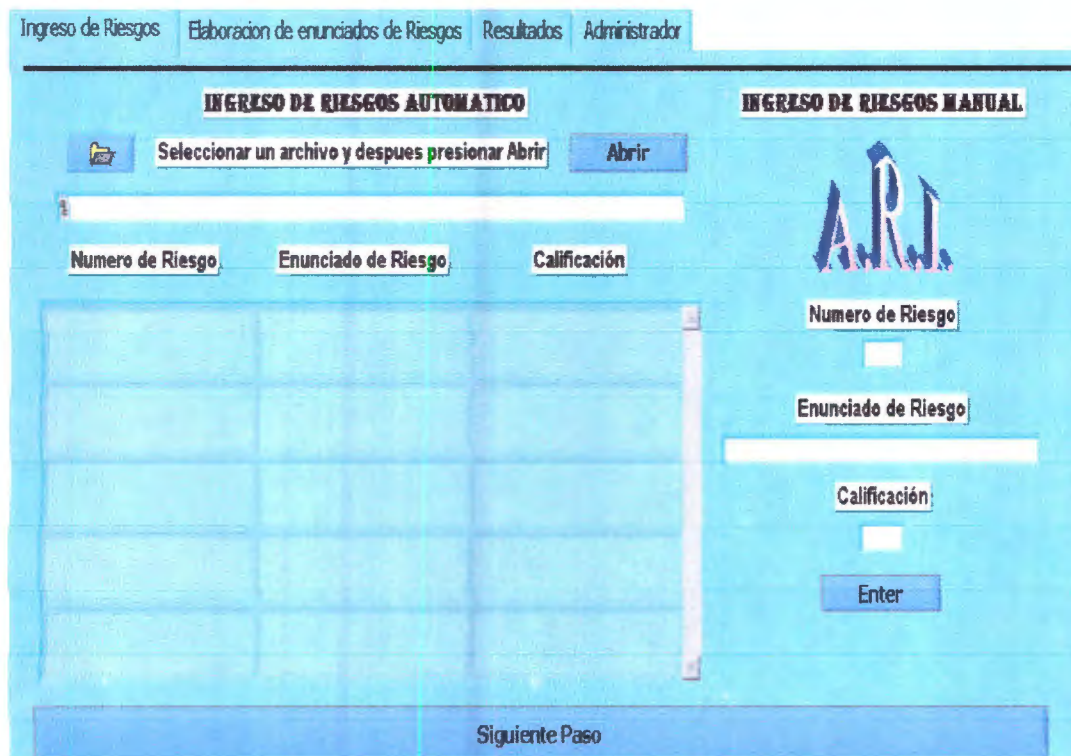 Ingreso de Riesgos Elaboracion de enunciados de Riesgos Resultados Administrador
INGRESO DE RIESGOS AUTOMATICO
Seleccionar un archivo y despues presionar Abrir Abrir
Numero de Riesgo Enunciado de Riesgo Calificación
INGRESO DE RIESGOS MANUAL
A.R.I.
Numero de Riesgo
Enunciado de Riesgo
Calificación
Enter
Siguiente Paso